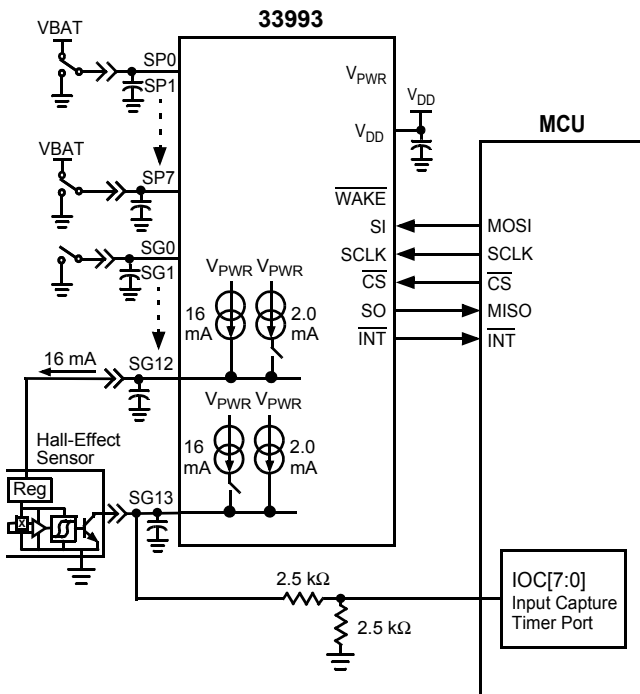 33993
VBAT
SP0
SP1
VPWR
VDD
VDD
MCU
VBAT
SP7
WAKE
SI
MOSI
SG0
SCLK
SCLK
SG1
VPWR
VPWR
CS
CS
16
mA
2.0
mA
SO
MISO
INT
INT
16 mA
SG12
VPWR
VPWR
16
mA
2.0
mA
Hall-Effect
Sensor
Reg
X
SG13
2.5 kΩ
IOC[7:0]
Input Capture
Timer Port
2.5 kΩ